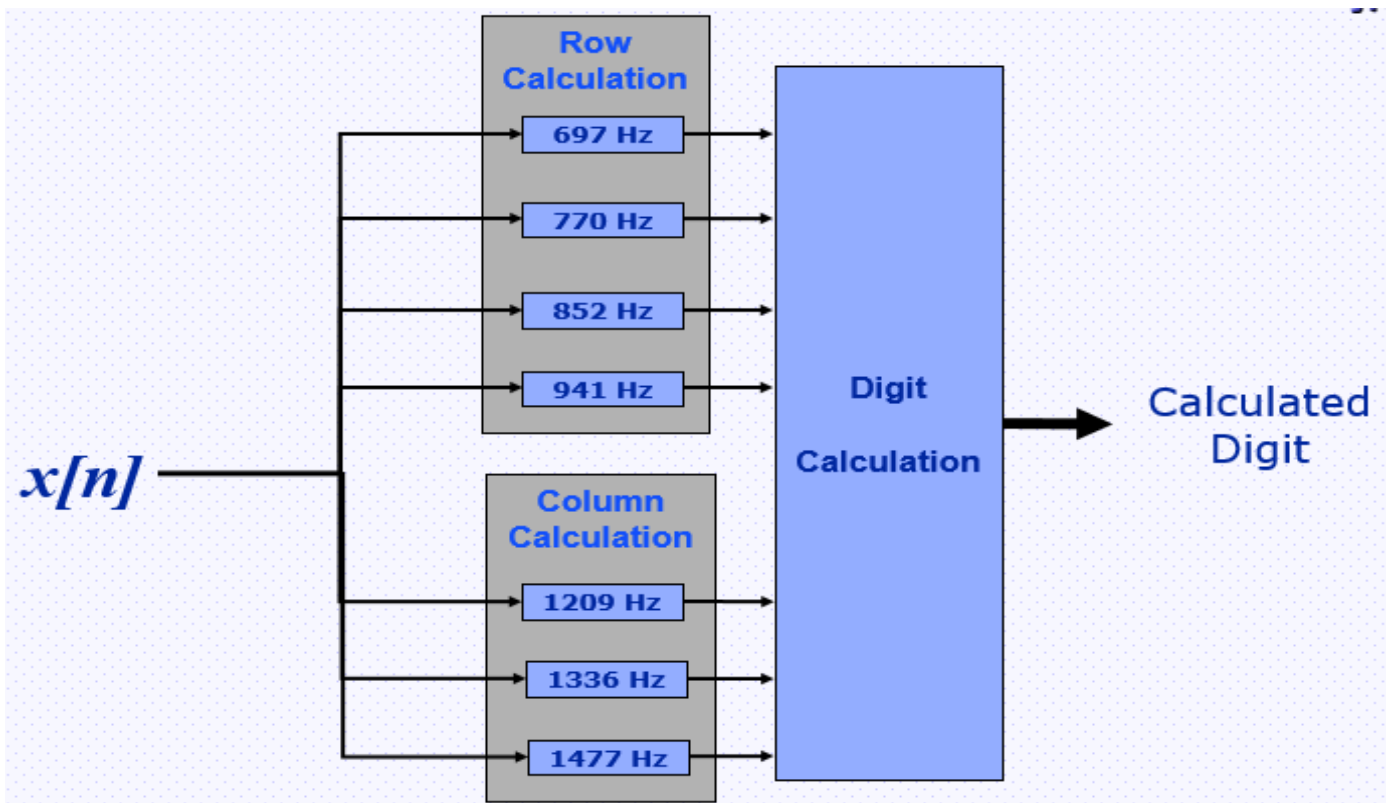 Row
Calculation
697 Hz
770 Hz
852 Hz
941 Hz
x[n]
Column
Calculation
1209 Hz
1336 Hz
1477 Hz
Digit
Calculation
Calculated
Digit